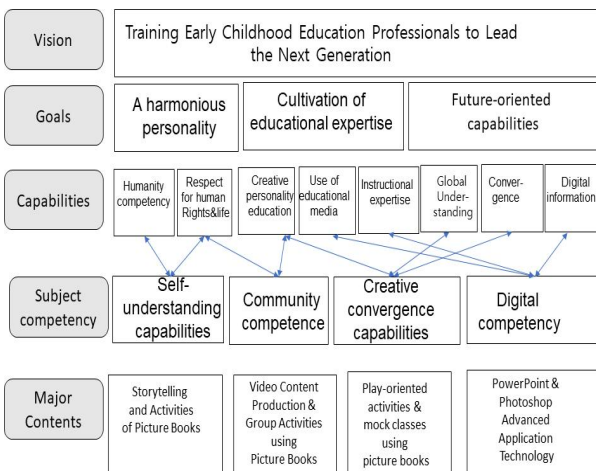 Vision
Training Early Childhood Education Professionals to Lead
the Next Generation
Goals
A harmonious
personality
Cultivation of
educational expertise
Future-oriented
capabilities
Capabilities
Humanity
competency
Respect
for human
Rights&life
Creative
personality
education
Use of
educational
media
Instructional
expertise
Global
Under-
standing
Conver-
gence
Digital
information
Subject
competency
Self-
understanding
capabilities
Community
competence
Creative
convergence
capabilities
Digital
competency
Major
Contents
Storytelling
and Activities
of Picture Books
Video Content
Production &
Group Activities
using
Picture Books
Play-oriented
activities &
mock classes
using
picture books
PowerPoint &
Photoshop
Advanced
Application
Technology